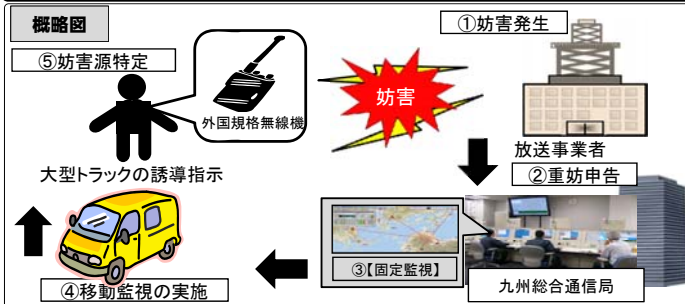 概略図
①妨害発生
⑤妨害源特定
妨害
外国規格無線機
放送事業者
大型トラックの誘導指示
②重妨申告
③【固定監視】
④移動監視の実施
九州総合通信局